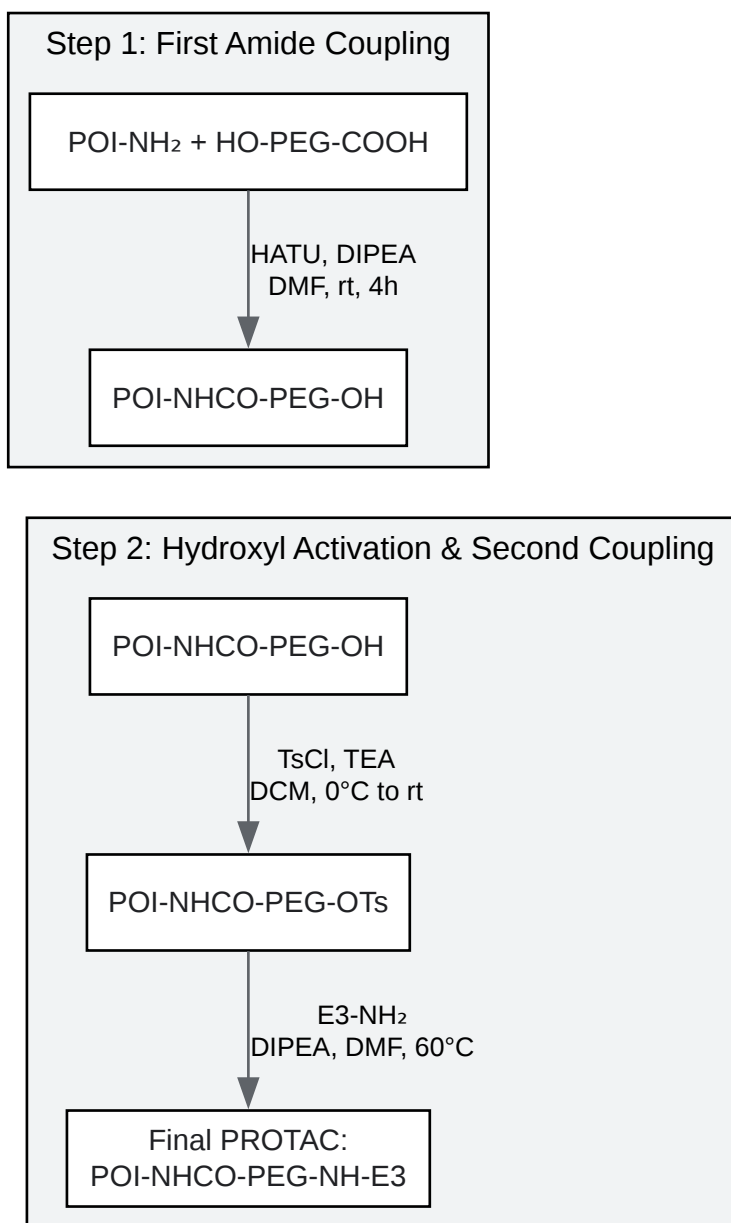 Step 1: First Amide Coupling
POI-NH₂ + HO-PEG-COOH
HATU, DIPEA
DMF, rt, 4h
POI-NHCO-PEG-OH
Step 2: Hydroxyl Activation & Second Coupling
POI-NHCO-PEG-OH
TsCl, TEA
DCM, 0°C to rt
POI-NHCO-PEG-OTs
E3-NH₂
DIPEA, DMF, 60°C
Final PROTAC:
POI-NHCO-PEG-NH-E3